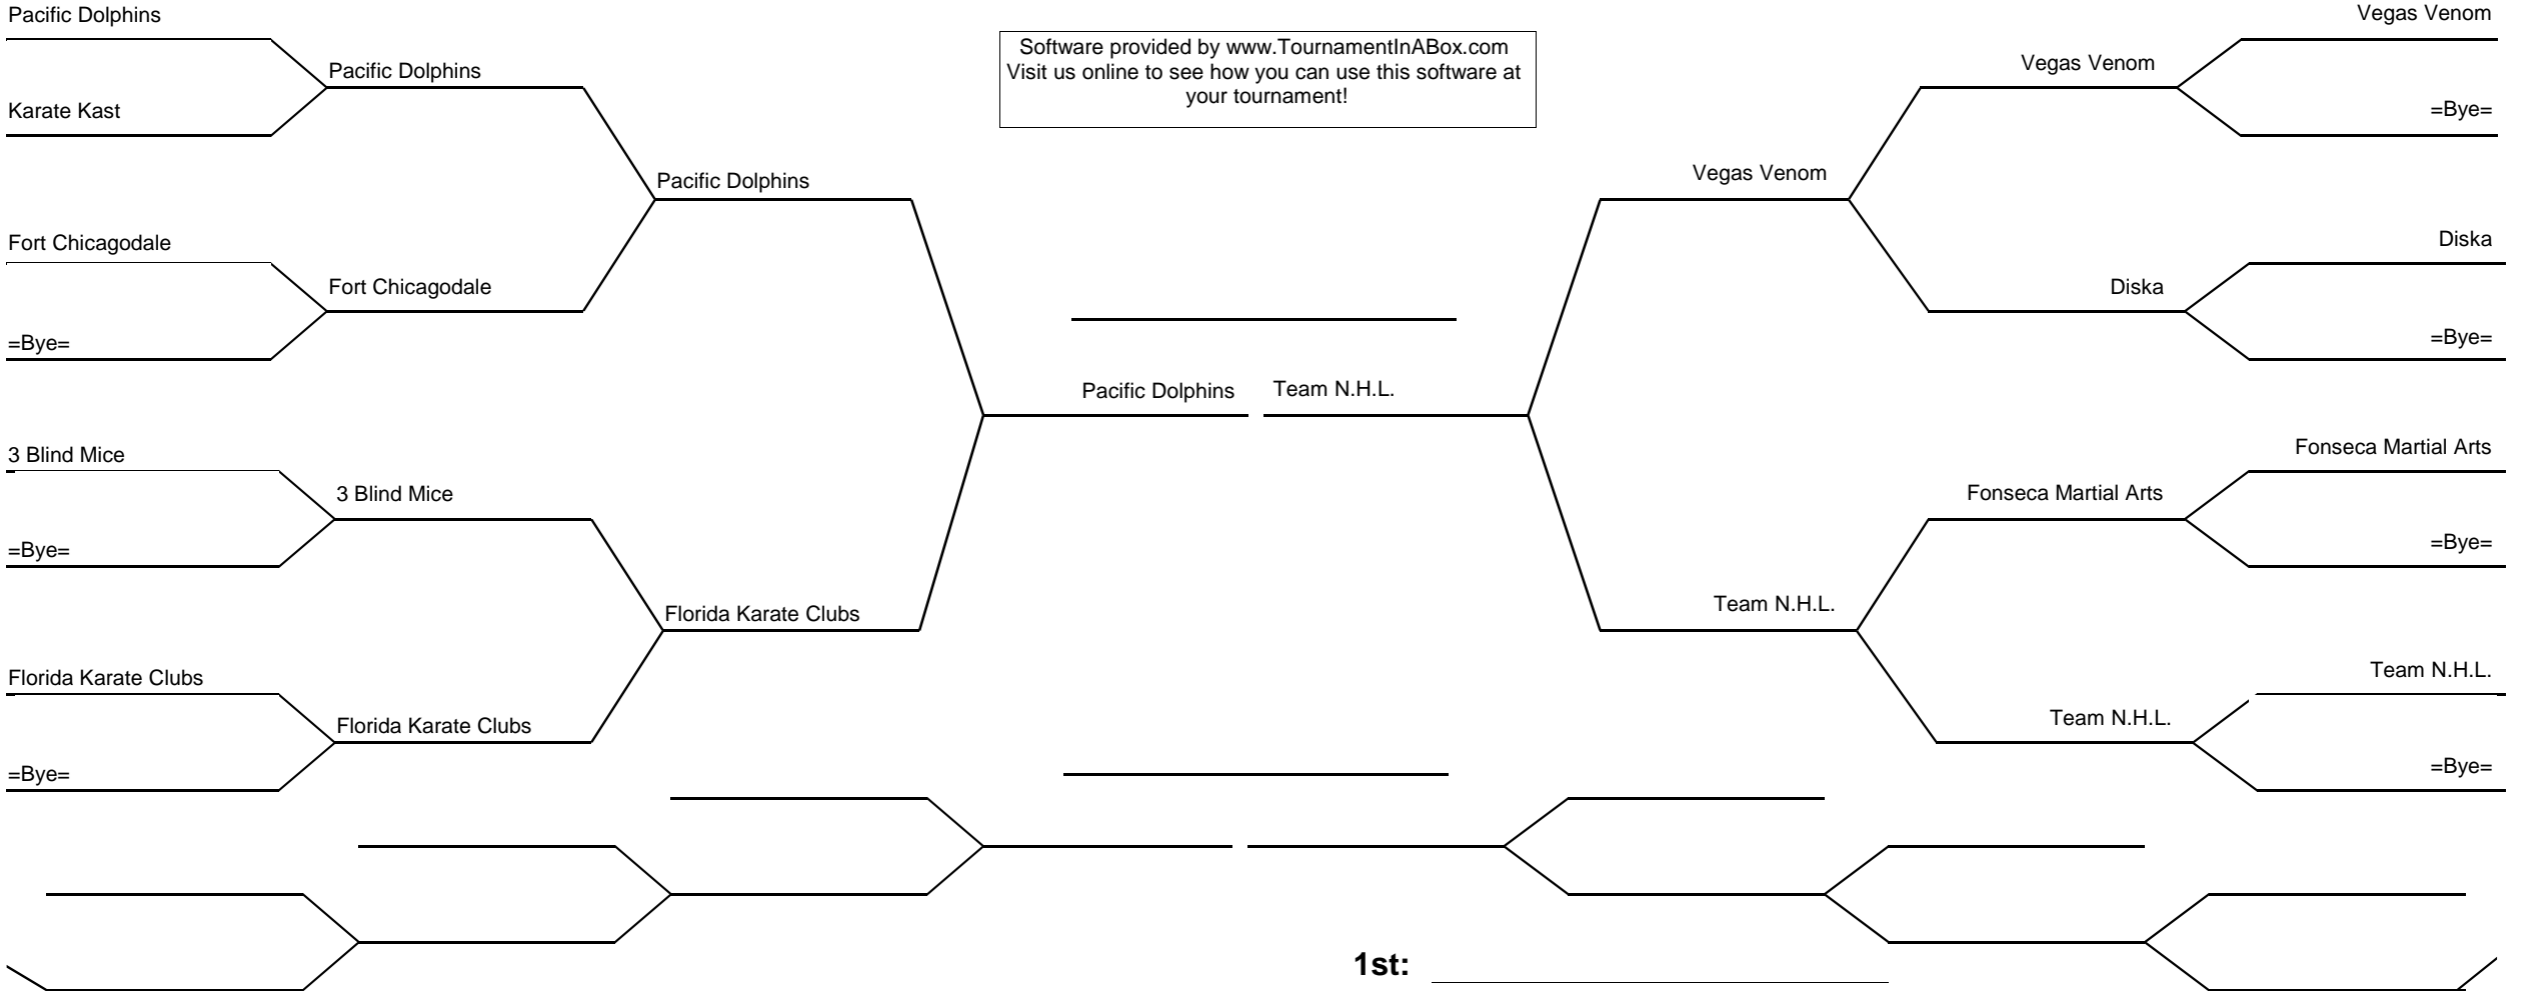 Pacific Dolphins
Vegas Venom
Software provided by www.TournamentInABox.com
Visit us online to see how you can use this software at
your tournament!
Pacific Dolphins
Vegas Venom
Karate Kast
=Bye=
Pacific Dolphins
Vegas Venom
Fort Chicagodale
Diska
Fort Chicagodale
Diska
=Bye=
=Bye=
Pacific Dolphins
Team N.H.L.
3 Blind Mice
Fonseca Martial Arts
3 Blind Mice
Fonseca Martial Arts
=Bye=
=Bye=
Florida Karate Clubs
Team N.H.L.
Florida Karate Clubs
Team N.H.L.
Florida Karate Clubs
Team N.H.L.
=Bye=
=Bye=
1st: